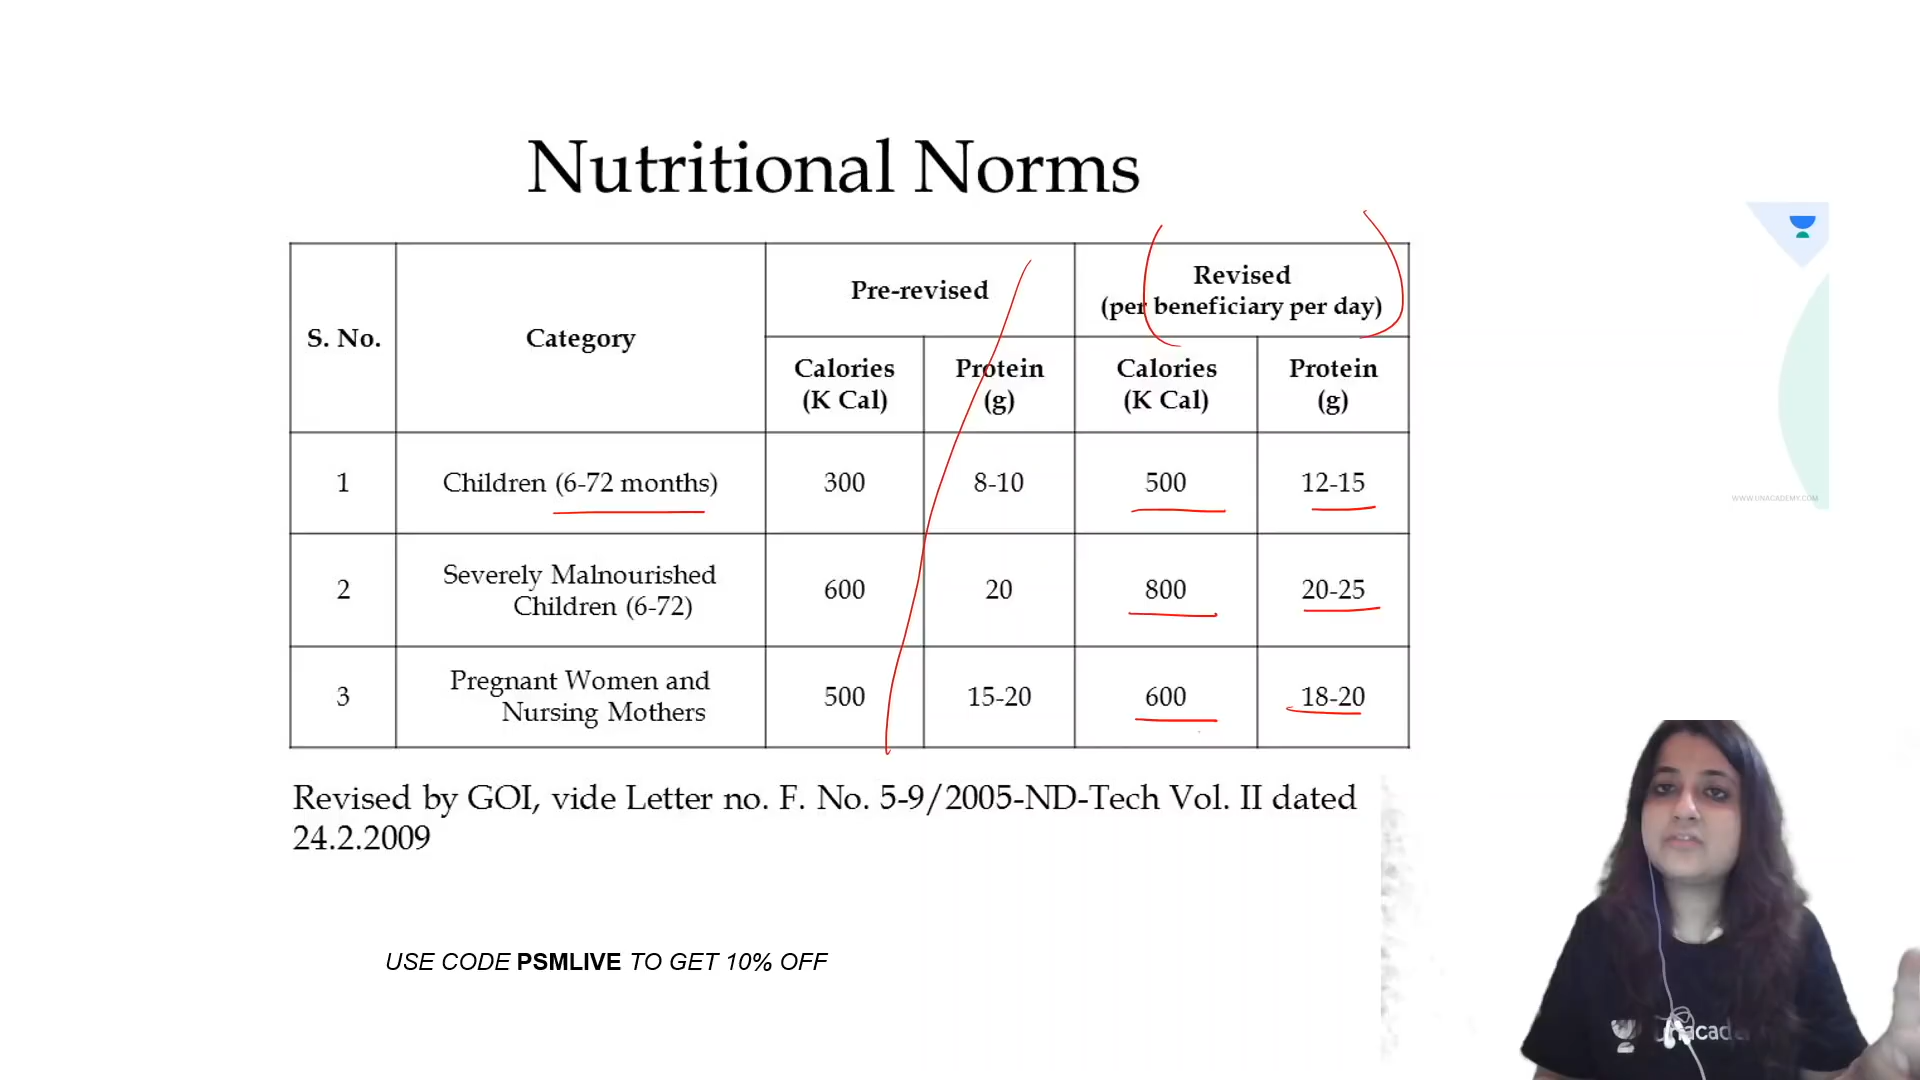 Nutritional Norms
S. No.
Category
Pre-revised
Revised
(per beneficiary per day)
Calories
(K Cal)
Protein
(g)
Calories
(K Cal)
Protein
(g)
1
Children (6-72 months)
300
8-10
500
12-15
2
Severely Malnourished
Children (6-72)
600
20
800
20-25
3
Pregnant Women and
Nursing Mothers
500
15-20
600
18-20
Revised by GOI, vide Letter no. F. No. 5-9/2005-ND-Tech Vol. II dated
24.2.2009
USE CODE PSMLIVE TO GET 10% OFF
WWW.UNACADEMY.COM